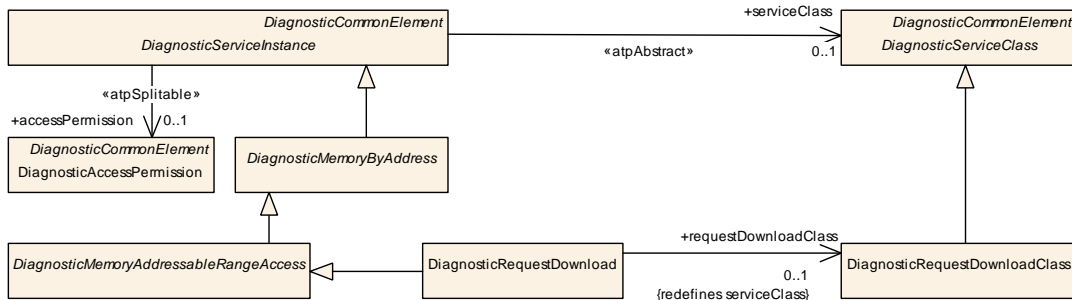 DiagnosticCommonElement
DiagnosticServiceInstance
+serviceClass
«atpAbstract»
0..1
DiagnosticCommonElement
DiagnosticServiceClass
«atpSplitable»
+accessPermission
0..1
DiagnosticCommonElement
DiagnosticAccessPermission
DiagnosticMemoryByAddress
DiagnosticMemoryAddressableRangeAccess
DiagnosticRequestDownload
+requestDownloadClass
0..1
{redefines serviceClass}
DiagnosticRequestDownloadClass